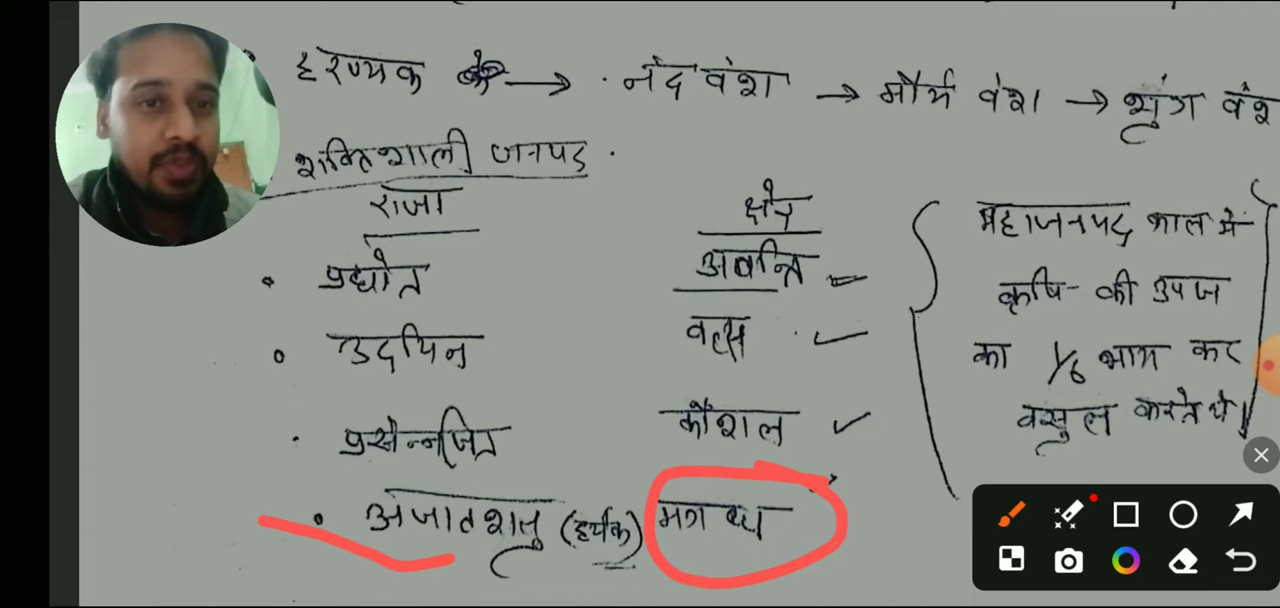 हरण्यक → नंद वंश → मौर्य वंश → शुंग वंश
शक्तिशाली जनपद
राजा क्षेत्र
प्रद्योत अवन्ति
उदयिन वत्स
प्रसेन्नजित कौशल
अजातशत्रु (हर्यक) मगध
महाजनपद काल में
कृषि की उपज
का 1/6 भाग कर
वसुल करते थे।